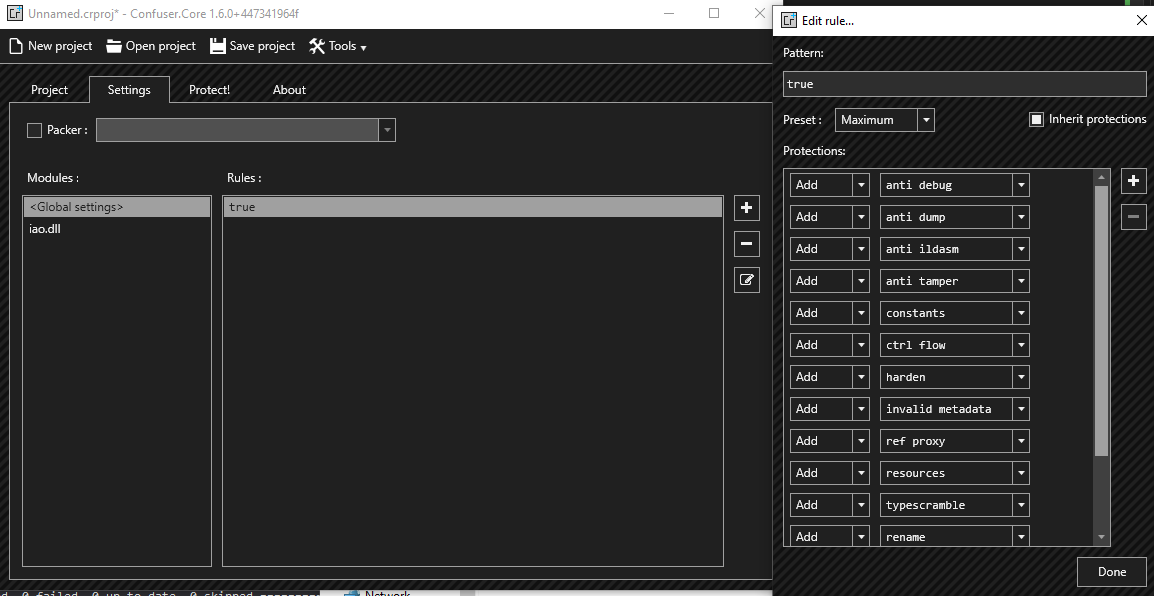 Unnamed.crproj* - Confuser.Core 1.6.0+447341964f
New project Open project Save project Tools
Project Settings Protect! About
Packer :
Modules : Rules :
<Global settings> true
iao.dll
Edit rule...
Pattern:
true
Preset : Maximum Inherit protections
Protections:
Add anti debug
Add anti dump
Add anti ildasm
Add anti tamper
Add constants
Add ctrl flow
Add harden
Add invalid metadata
Add ref proxy
Add resources
Add typescramble
Add rename
Done
d, 0 failed, 0 up-to-date, 0 skipped ==========
Network